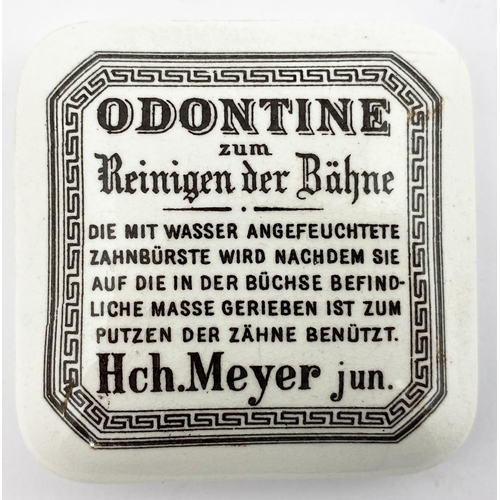 ODONTINE
zum
Reinigen der Zähne
DIE MIT WASSER ANGEFEUCHTETE
ZAHNBÜRSTE WIRD NACHDEM SIE
AUF DIE IN DER BÜCHSE BEFIND-
LICHE MASSE GERIEBEN IST ZUM
PUTZEN DER ZÄHNE BENÜTZT.
Hch. Meyer jun.